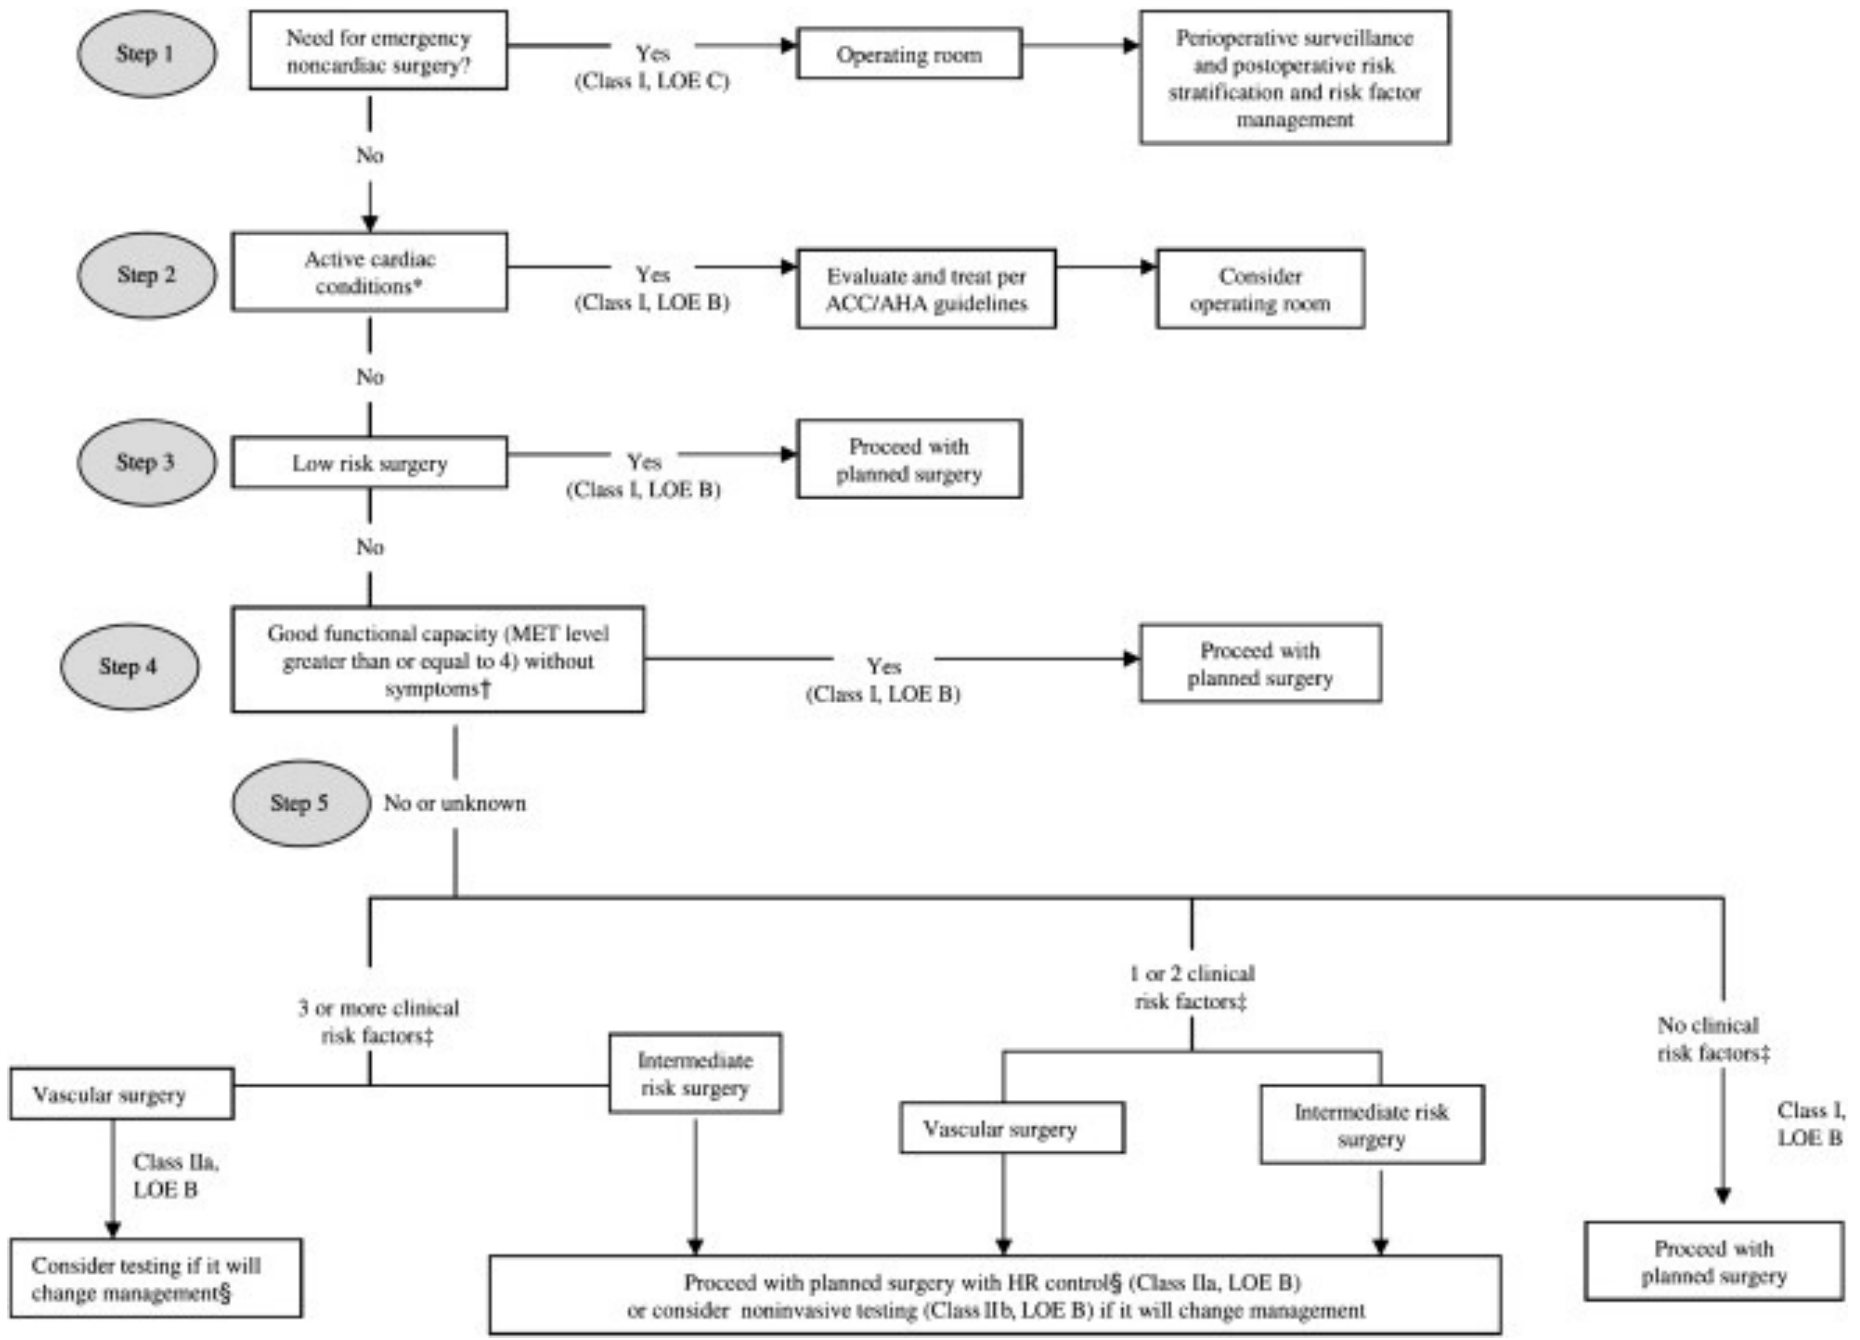 Step 1
Need for emergency
noncardiac surgery?
Yes
(Class I, LOE C)
Operating room
Perioperative surveillance
and postoperative risk
stratification and risk factor
management
No
Step 2
Active cardiac
conditions*
Yes
(Class I, LOE B)
Evaluate and treat per
ACC/AHA guidelines
Consider
operating room
No
Step 3
Low risk surgery
Yes
(Class I, LOE B)
Proceed with
planned surgery
No
Step 4
Good functional capacity (MET level
greater than or equal to 4) without
symptoms†
Yes
(Class I, LOE B)
Proceed with
planned surgery
Step 5
No or unknown
3 or more clinical
risk factors‡
1 or 2 clinical
risk factors‡
No clinical
risk factors‡
Vascular surgery
Intermediate
risk surgery
Vascular surgery
Intermediate risk
surgery
Class I,
LOE B
Class IIa,
LOE B
Consider testing if it will
change management§
Proceed with planned surgery with HR control§ (Class IIa, LOE B)
or consider noninvasive testing (Class IIb, LOE B) if it will change management
Proceed with
planned surgery